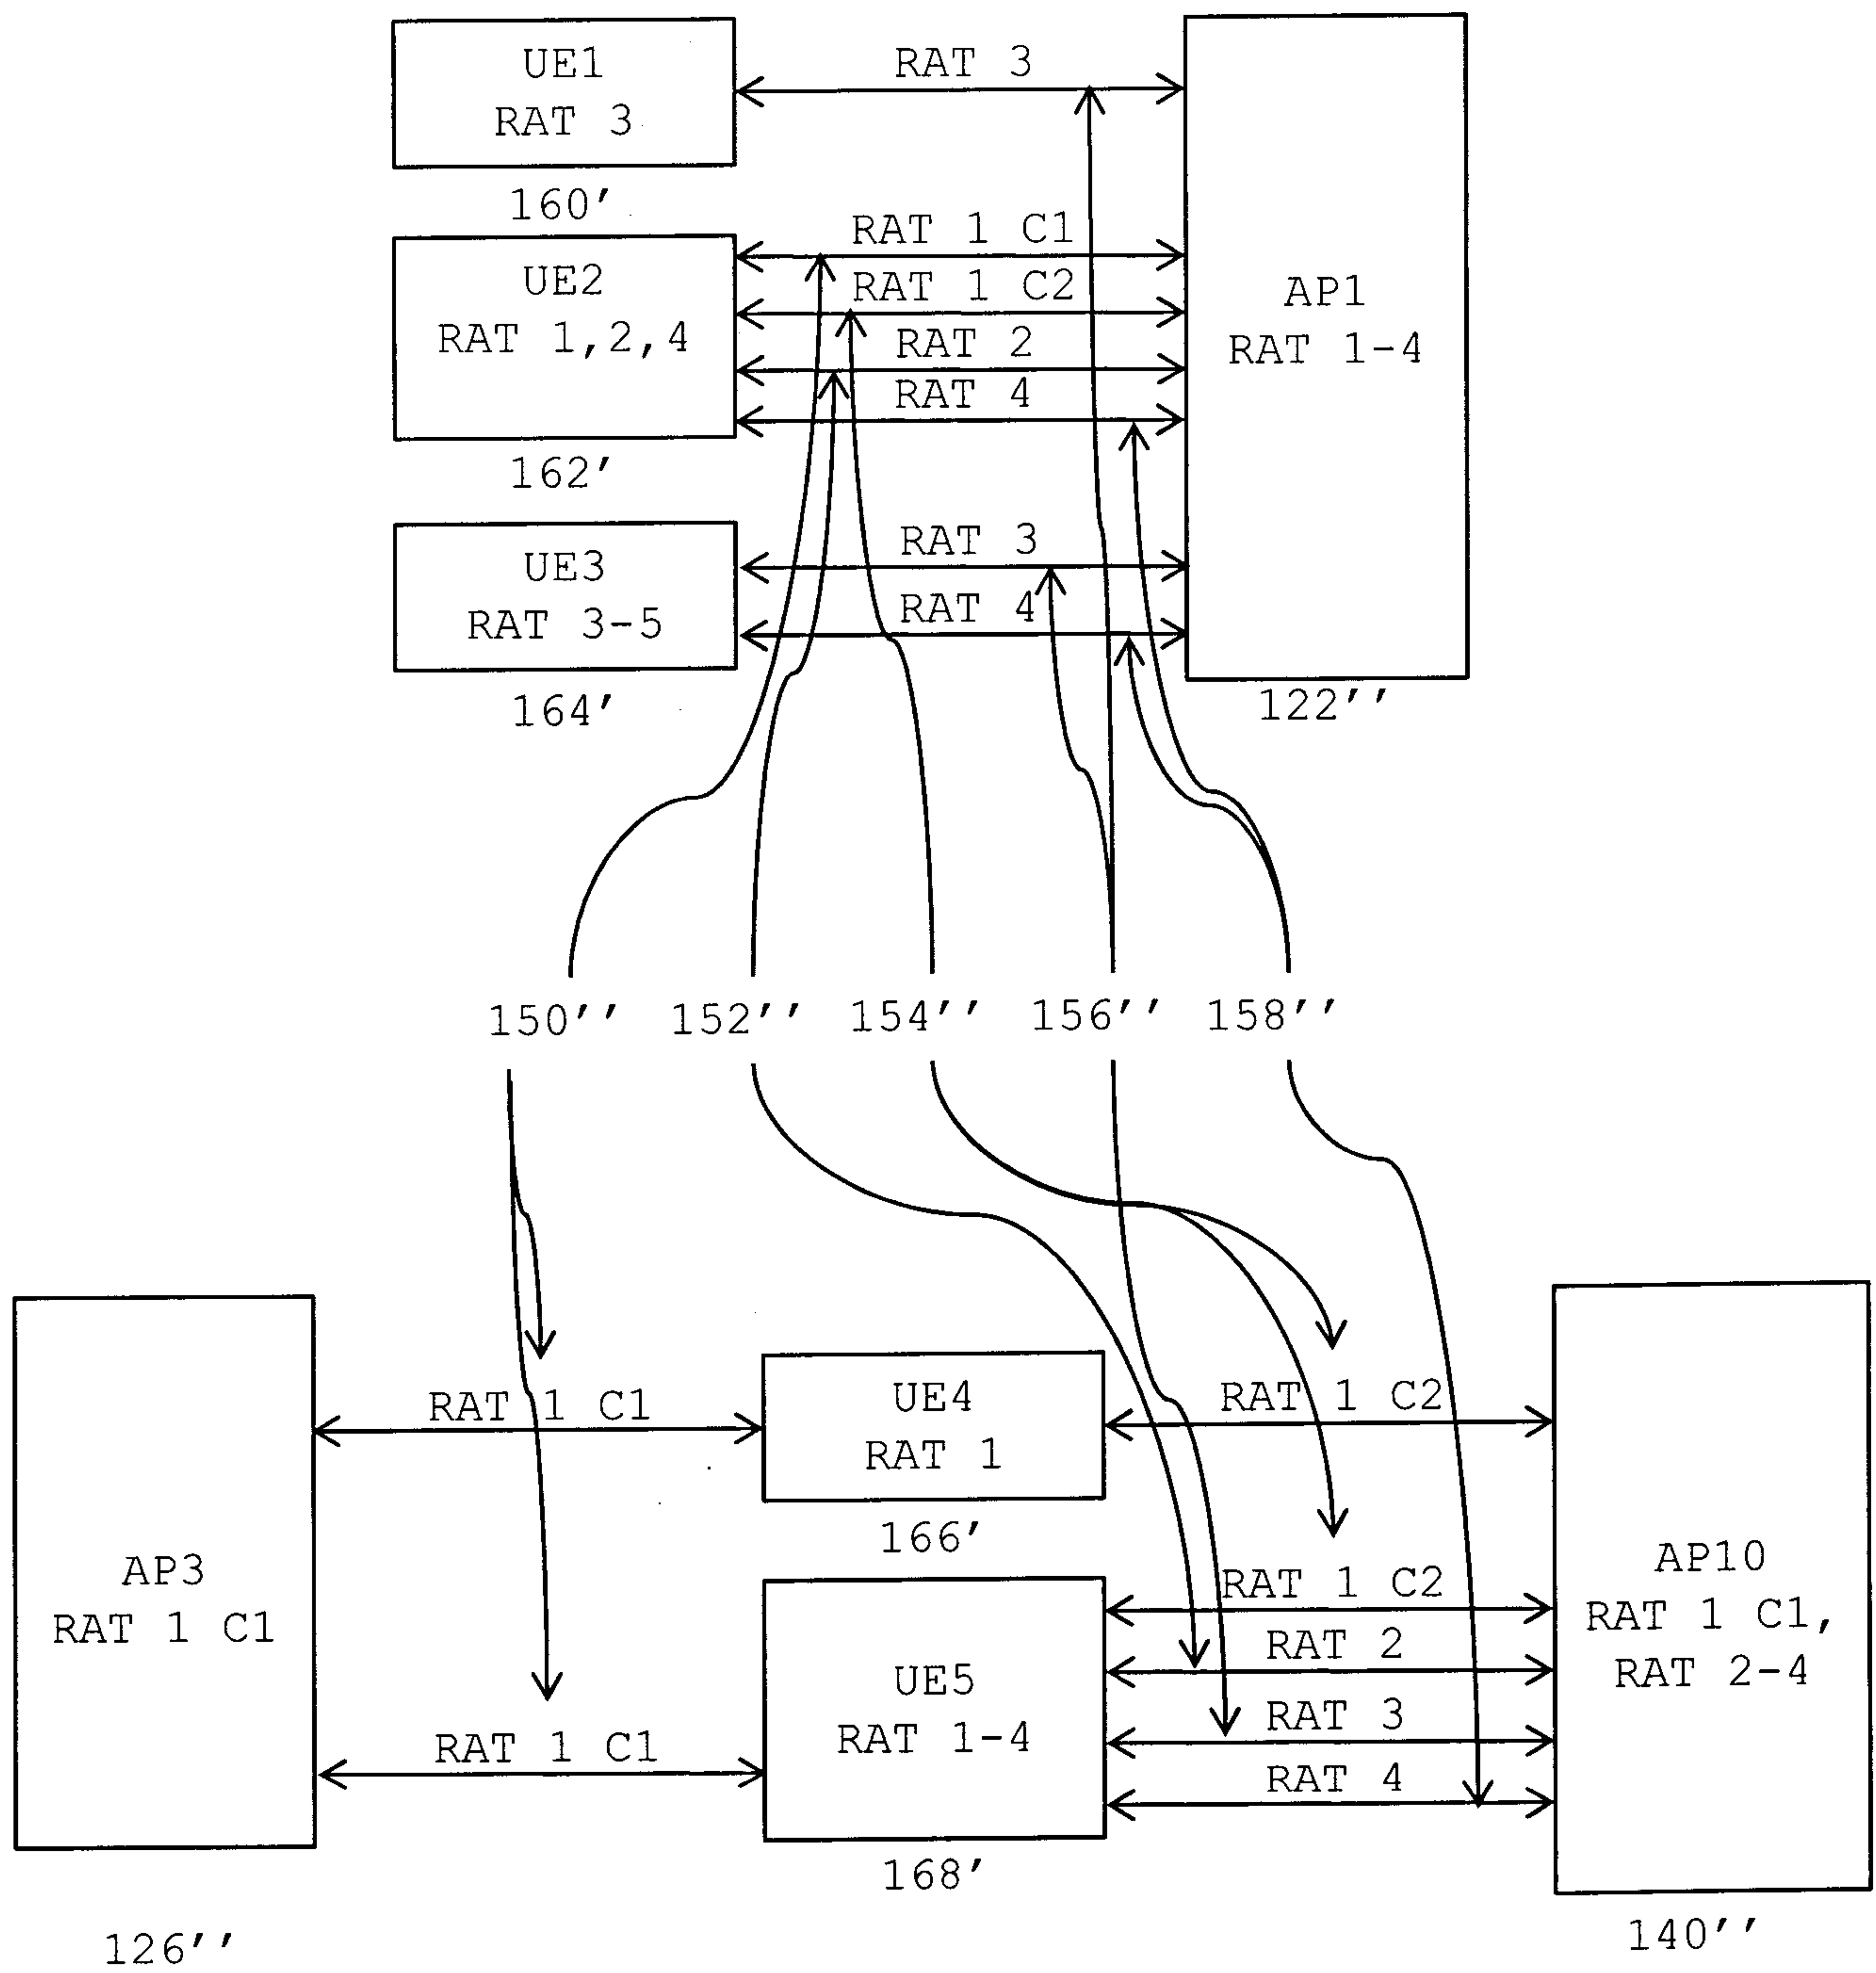 UE1
RAT 3
160'
RAT 3
UE2
RAT 1,2,4
162'
RAT 1 C1
RAT 1 C2
RAT 2
RAT 4
AP1
RAT 1-4
122''
UE3
RAT 3-5
164'
RAT 3
RAT 4
150''
152''
154''
156''
158''
AP3
RAT 1 C1
126''
RAT 1 C1
UE4
RAT 1
166'
RAT 1 C2
RAT 1 C1
UE5
RAT 1-4
168'
RAT 1 C2
RAT 2
RAT 3
RAT 4
AP10
RAT 1 C1,
RAT 2-4
140''